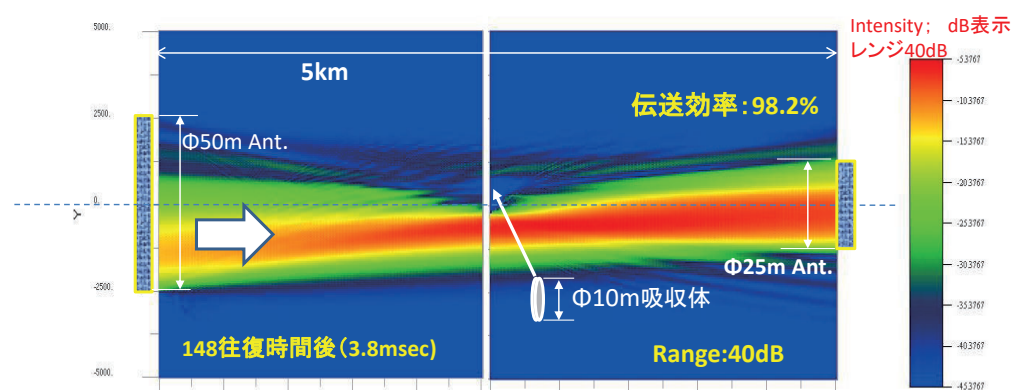 Intensity; dB表示
レンジ40dB
5000.
2500.
0.
-2500.
-5000.
Y
5km
伝送効率：98.2%
Φ50m Ant.
Φ25m Ant.
Φ10m吸収体
148往復時間後（3.8msec)
Range:40dB
-53767
-103767
-153767
-203767
-253767
-303767
-353767
-403767
-453767